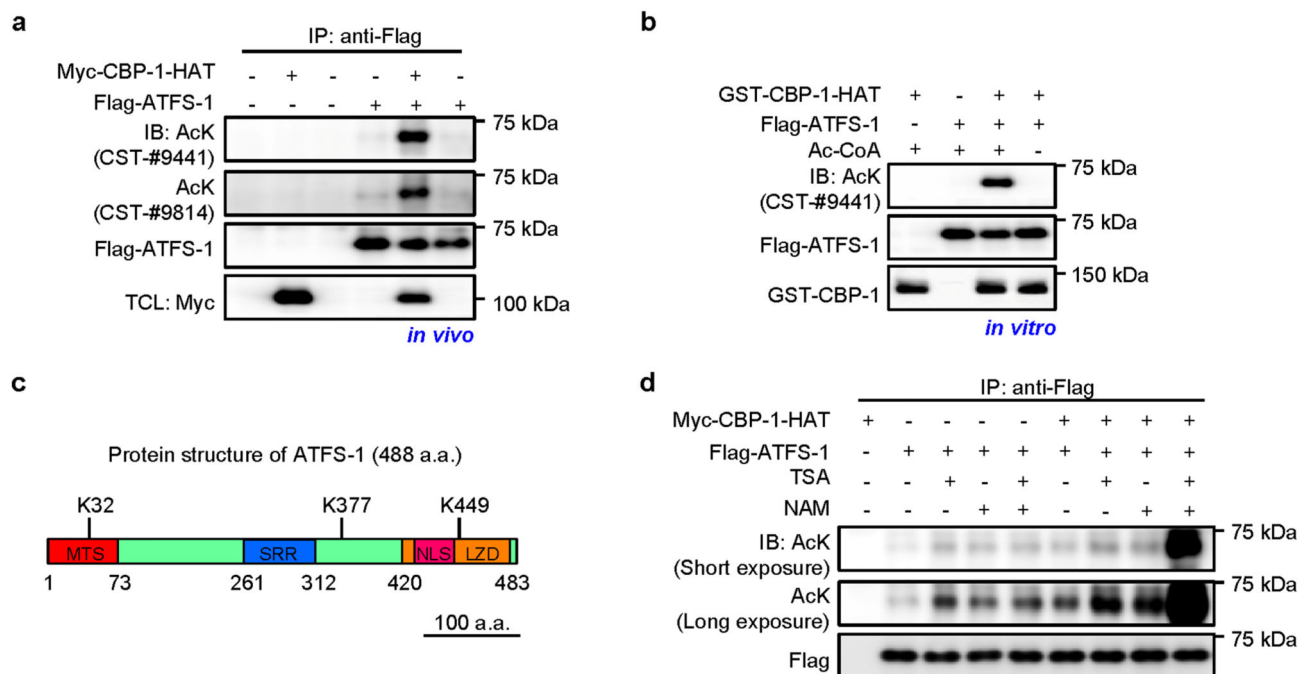 a
IP: anti-Flag
Myc-CBP-1-HAT - + - - + -
Flag-ATFS-1 - - - + + +
IB: AcK
(CST-#9441)
75 kDa
AcK
(CST-#9814)
75 kDa
Flag-ATFS-1
75 kDa
TCL: Myc
100 kDa
in vivo
b
GST-CBP-1-HAT + - + +
Flag-ATFS-1 - + + +
Ac-CoA + + + -
IB: AcK
(CST-#9441)
75 kDa
Flag-ATFS-1
75 kDa
GST-CBP-1
150 kDa
in vitro
c
Protein structure of ATFS-1 (488 a.a.)
K32 K377 K449
MTS SRR NLS LZD
1 73 261 312 420 483
100 a.a.
d
IP: anti-Flag
Myc-CBP-1-HAT + - - - - + + + +
Flag-ATFS-1 - + + + + + + + +
TSA - - + - + - + - +
NAM - - - + + - - + +
IB: AcK
(Short exposure)
75 kDa
AcK
(Long exposure)
75 kDa
Flag
75 kDa